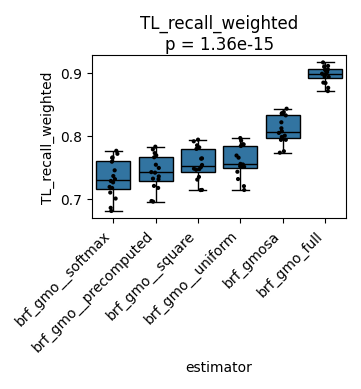 TL_recall_weighted
p = 1.36e-15
TL_recall_weighted
0.9
0.8
0.7
brf_gmo__softmax
brf_gmo__precomputed
brf_gmo__square
brf_gmo__uniform
brf_gmosa
brf_gmo_full
estimator